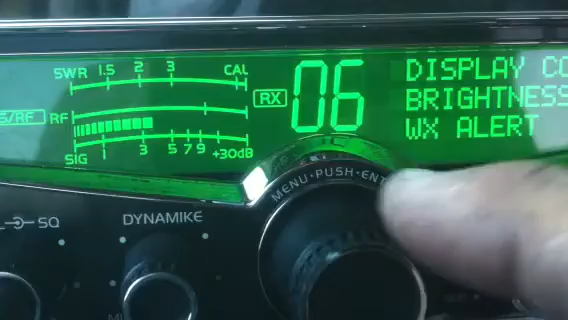 SWR 1.5 2 3 CAL
S/RF RF
SIG 1 3 5 7 9 +30dB
RX
06
DISPLAY CO
BRIGHTNESS
WX ALERT
MENU·PUSH·ENT
SQ
DYNAMIKE